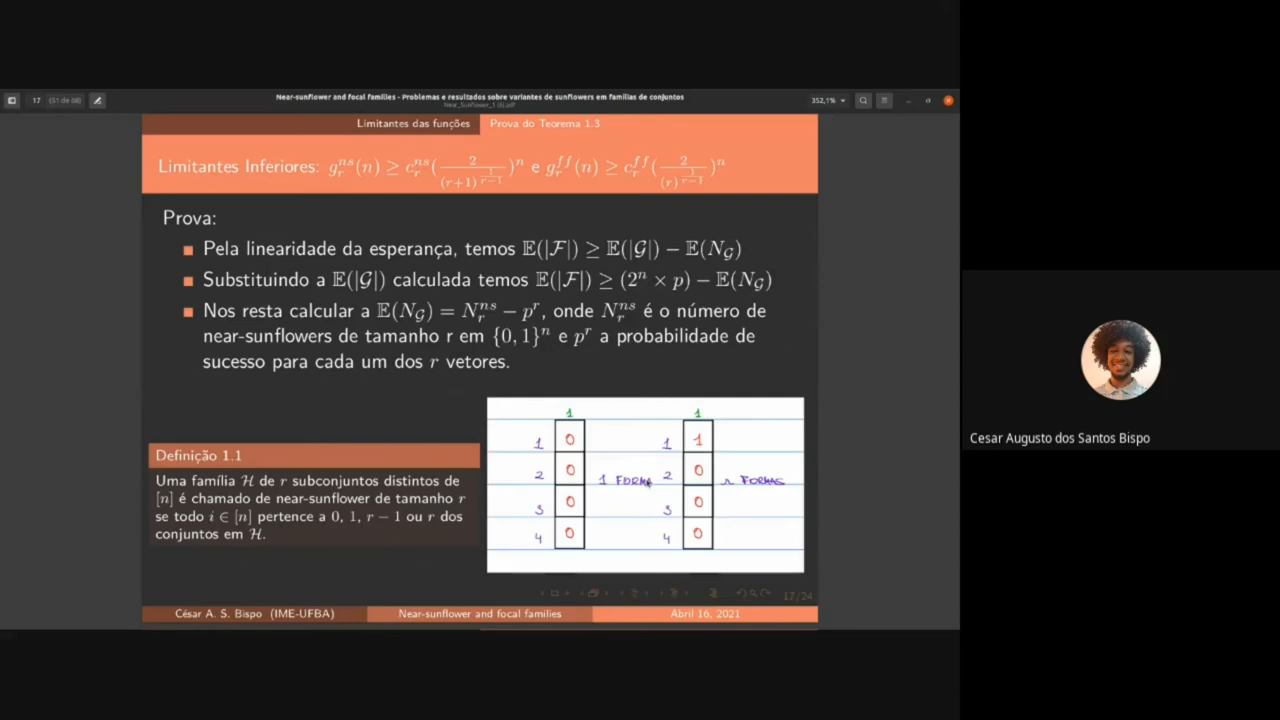 Near-sunflower and focal families - Problemas e resultados sobre variantes de sunflowers em famílias de conjuntos
17 (51 de 68)
352,1%
Limitantes das funções Prova do Teorema 1.3
Limitantes Inferiores: $g_r^{ns}(n) \geq c_r^{ns}(\frac{2}{(r+1)^{\frac{1}{r-1}}})^n$ e $g_r^{ff}(n) \geq c_r^{ff}(\frac{2}{(r)^{\frac{1}{r-1}}})^n$
Prova:
Pela linearidade da esperança, temos $\mathbb{E}(|\mathcal{F}|) \geq \mathbb{E}(|\mathcal{G}|) - \mathbb{E}(N_{\mathcal{G}})$
Substituindo a $\mathbb{E}(|\mathcal{G}|)$ calculada temos $\mathbb{E}(|\mathcal{F}|) \geq (2^n \times p) - \mathbb{E}(N_{\mathcal{G}})$
Nos resta calcular a $\mathbb{E}(N_{\mathcal{G}}) = N_r^{ns} - p^r$, onde $N_r^{ns}$ é o número de
near-sunflowers de tamanho r em $\{0,1\}^n$ e $p^r$ a probabilidade de
sucesso para cada um dos $r$ vetores.
Definição 1.1
Uma família $\mathcal{H}$ de $r$ subconjuntos distintos de
$[n]$ é chamado de near-sunflower de tamanho $r$
se todo $i \in [n]$ pertence a 0, 1, $r-1$ ou $r$ dos
conjuntos em $\mathcal{H}$.
1 1
1 0 1 1
2 0 1 FORMA 2 0 r FORMAS
3 0 3 0
4 0 4 0
17/24
César A. S. Bispo (IME-UFBA) Near-sunflower and focal families Abril 16, 2021
Cesar Augusto dos Santos Bispo